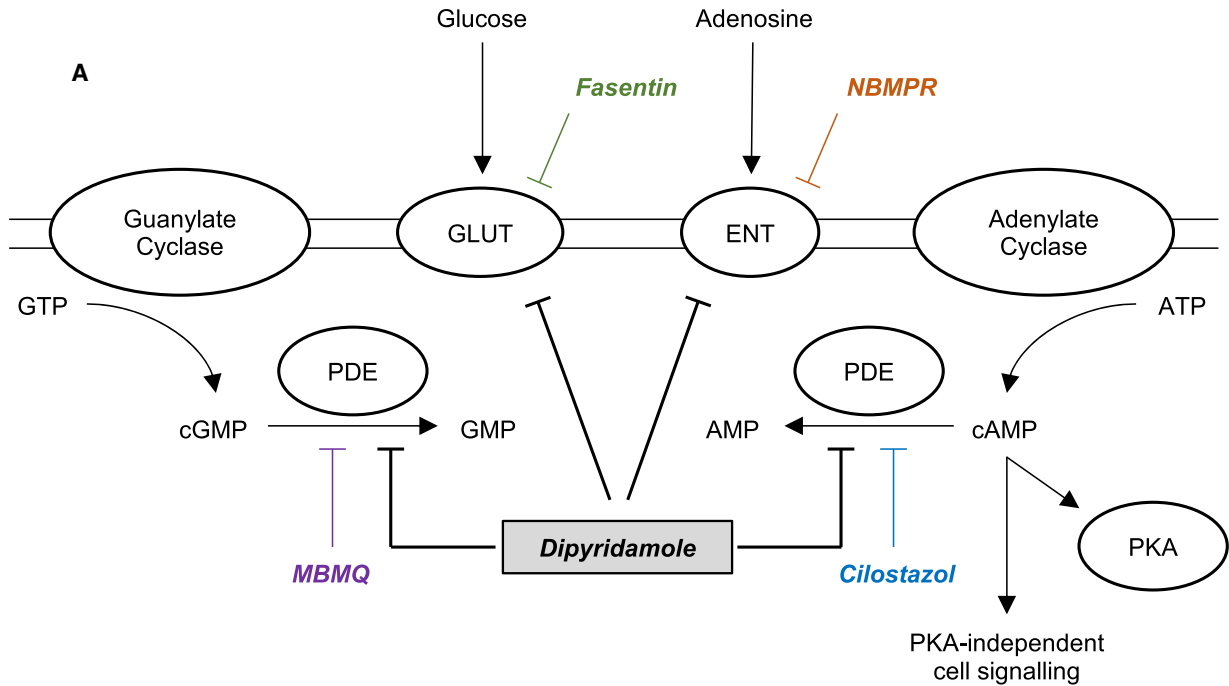 Glucose
Adenosine
A
Fasentin
NBMPR
Guanylate
Cyclase
GLUT
ENT
Adenylate
Cyclase
GTP
ATP
PDE
PDE
cGMP
GMP
AMP
cAMP
Dipyridamole
PKA
MBMQ
Cilostazol
PKA-independent
cell signalling